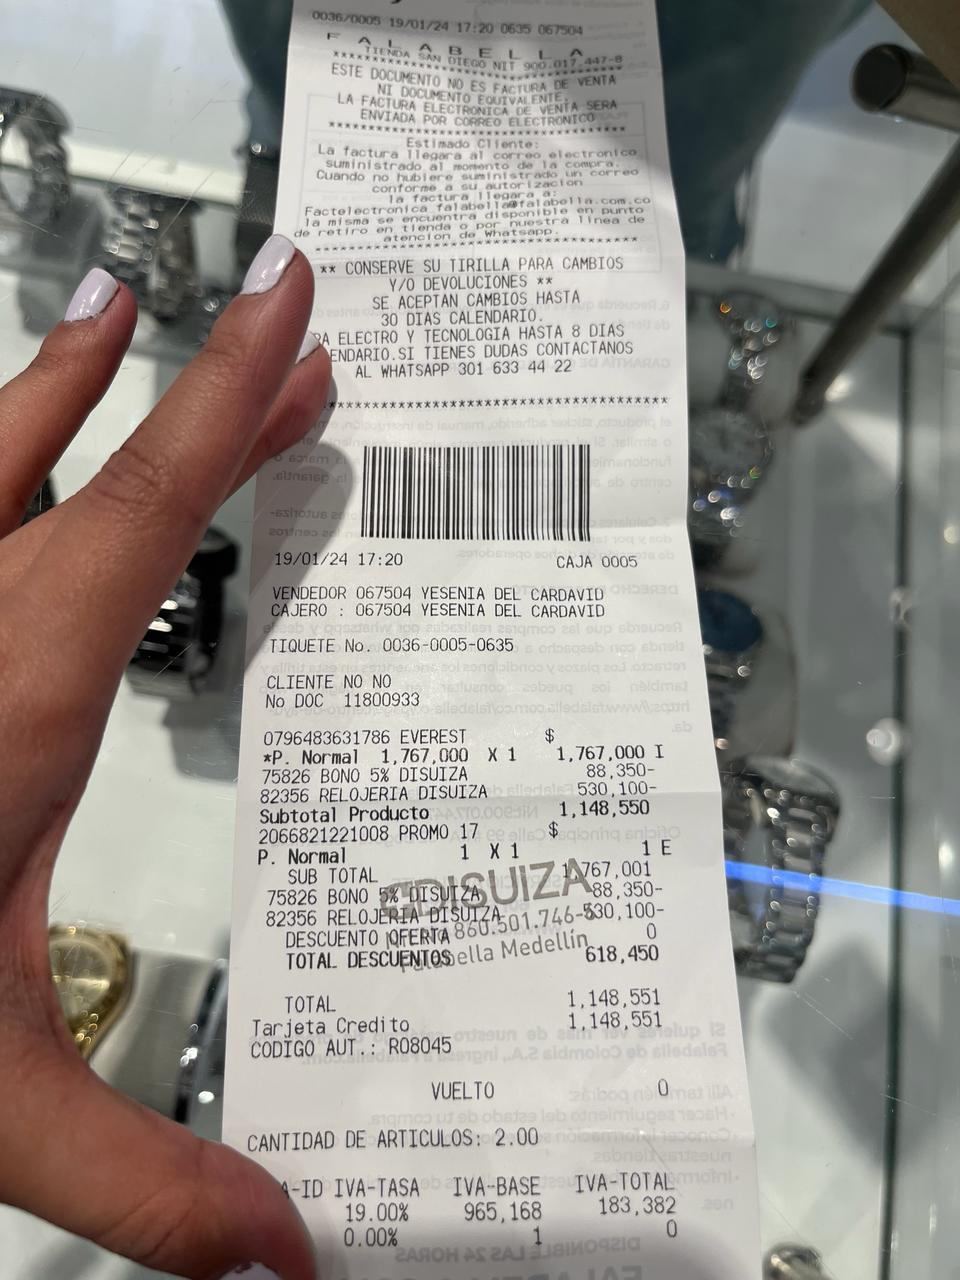 0036/0005 19/01/24 17:20 0635 067504
F A L A B E L L A
TIENDA SAN DIEGO NIT 900.017.447-8
****************************************
ESTE DOCUMENTO NO ES FACTURA DE VENTA
NI DOCUMENTO EQUIVALENTE.
LA FACTURA ELECTRONICA DE VENTA SERA
ENVIADA POR CORREO ELECTRONICO
****************************************
Estimado Cliente:
La factura llegara al correo electronico
suministrado al momento de la compra.
Cuando no hubiere suministrado un correo
conforme a su autorizacion
la factura llegara a:
Factelectronica falabella@falabella.com.co
la misma se encuentra disponible en punto
de retiro en tienda o por nuestra linea de
atencion de Whatsapp.
****************************************
** CONSERVE SU TIRILLA PARA CAMBIOS
Y/O DEVOLUCIONES **
SE ACEPTAN CAMBIOS HASTA
30 DIAS CALENDARIO.
RA ELECTRO Y TECNOLOGIA HASTA 8 DIAS
ENDARIO.SI TIENES DUDAS CONTACTANOS
AL WHATSAPP 301 633 44 22
****************************************
19/01/24 17:20 CAJA 0005
VENDEDOR 067504 YESENIA DEL CARDAVID
CAJERO : 067504 YESENIA DEL CARDAVID
TIQUETE No. 0036-0005-0635
CLIENTE NO NO
No DOC 11800933
0796483631786 EVEREST $
*P. Normal 1,767,000 X 1 1,767,000 I
75826 BONO 5% DISUIZA 88,350-
82356 RELOJERIA DISUIZA 530,100-
Subtotal Producto 1,148,550
2066821221008 PROMO 17 $
P. Normal 1 X 1 1 E
SUB TOTAL 1,767,001
75826 BONO 5% DISUIZA 88,350-
82356 RELOJERIA DISUIZA 530,100-
DESCUENTO OFERTA 0
TOTAL DESCUENTOS 618,450
DISUIZA
860.501.746-5
Falabella Medellín
TOTAL 1,148,551
Tarjeta Credito 1,148,551
CODIGO AUT.: R08045
VUELTO 0
CANTIDAD DE ARTICULOS: 2.00
A-ID IVA-TASA IVA-BASE IVA-TOTAL
19.00% 965,168 183,382
0.00% 1 0